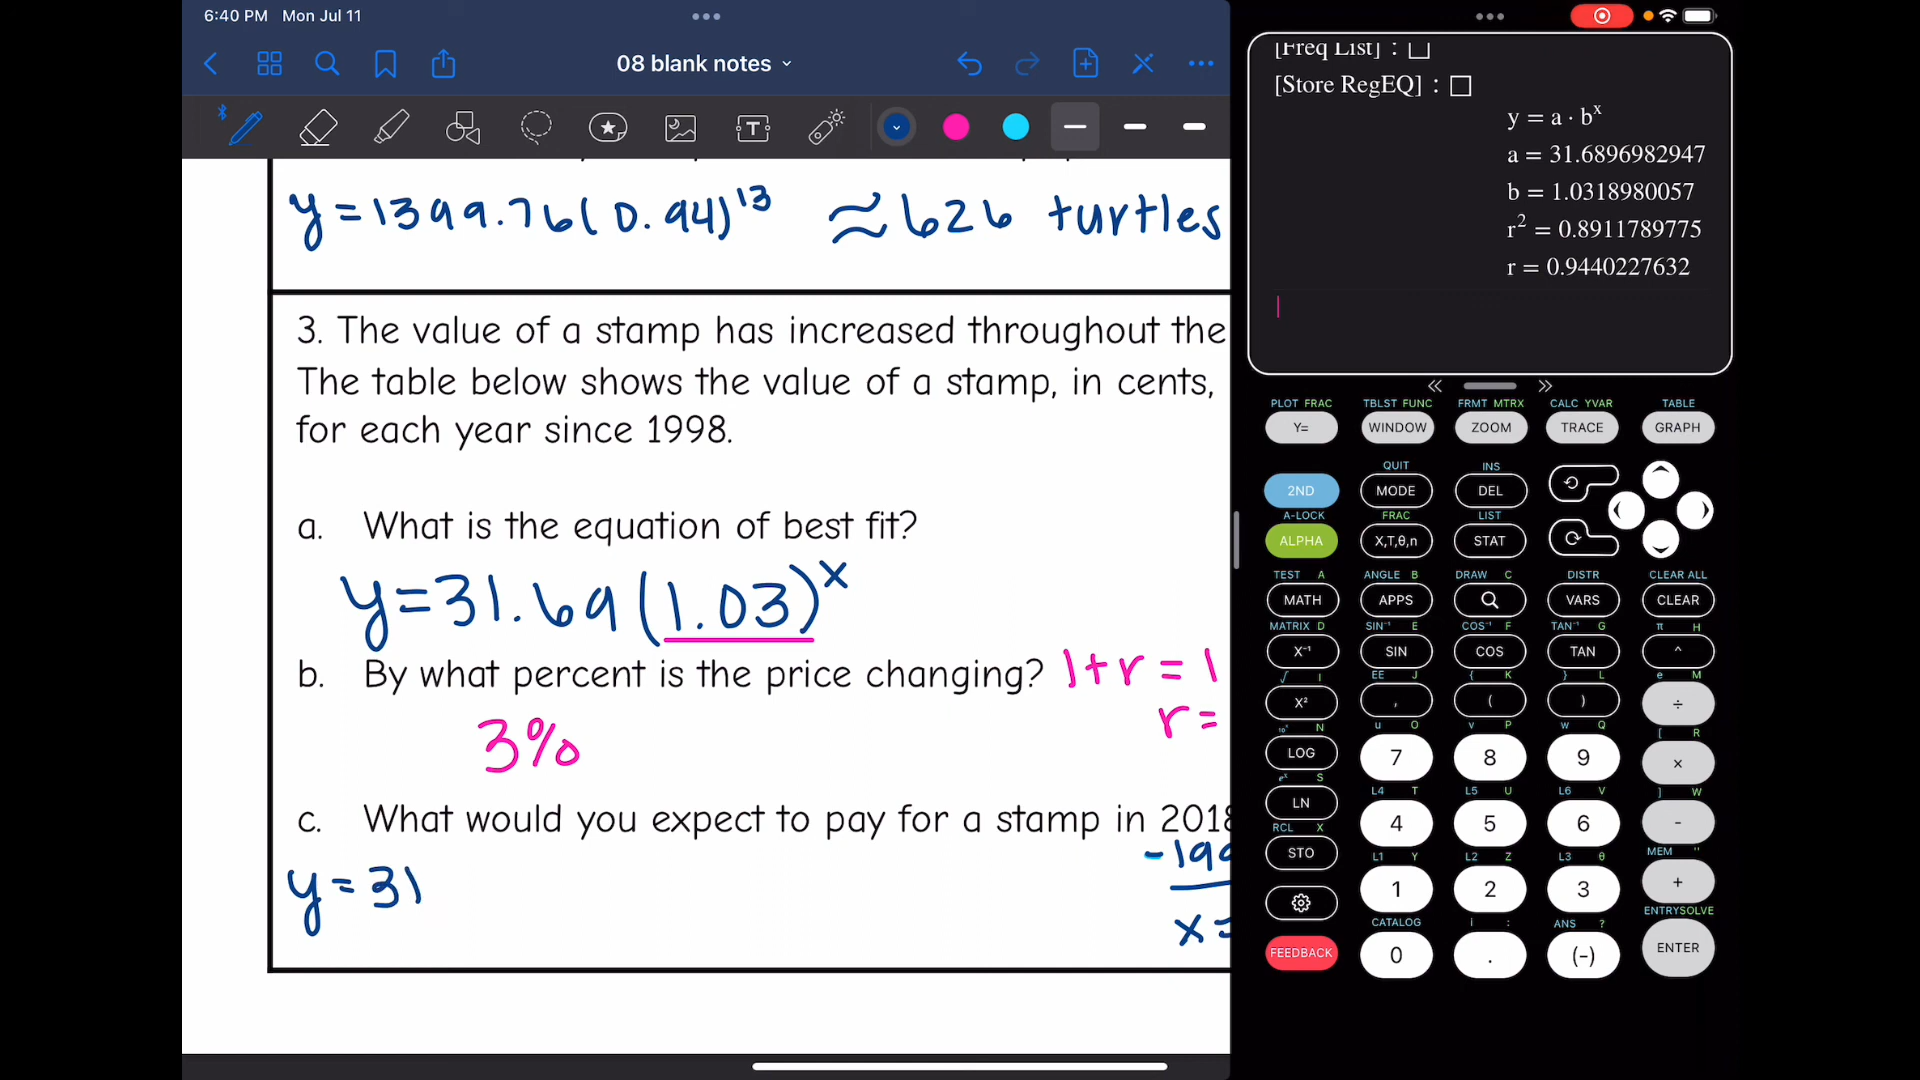 6:40 PM Mon Jul 11
08 blank notes
y = 1399.76(0.94)^13 ≈ 626 turtles
3. The value of a stamp has increased throughout the
The table below shows the value of a stamp, in cents,
for each year since 1998.
a. What is the equation of best fit?
y = 31.69(1.03)^x
b. By what percent is the price changing? 1+r = 1
r =
3%
c. What would you expect to pay for a stamp in 2018
-199
y = 31
x =
[Freq List] :
[Store RegEQ] :
y = a · b^x
a = 31.6896982947
b = 1.0318980057
r² = 0.8911789775
r = 0.9440227632
PLOT FRAC TBLST FUNC FRMT MTRX CALC YVAR TABLE
Y= WINDOW ZOOM TRACE GRAPH
QUIT INS
2ND MODE DEL
A-LOCK FRAC LIST
ALPHA X,T,θ,n STAT
TEST A ANGLE B DRAW C DISTR CLEAR ALL
MATH APPS VARS CLEAR
MATRIX D SIN⁻¹ E COS⁻¹ F TAN⁻¹ G π H
X⁻¹ SIN COS TAN ^
√ I EE J { K } L e M
X² , ( ) ÷
10ˣ N u O v P w Q [ R
LOG 7 8 9 ×
eˣ S L4 T L5 U L6 V ] W
LN 4 5 6 -
RCL X L1 Y L2 Z L3 θ MEM "
STO 1 2 3 +
CATALOG i : ANS ? ENTRY SOLVE
FEEDBACK 0 . (-) ENTER